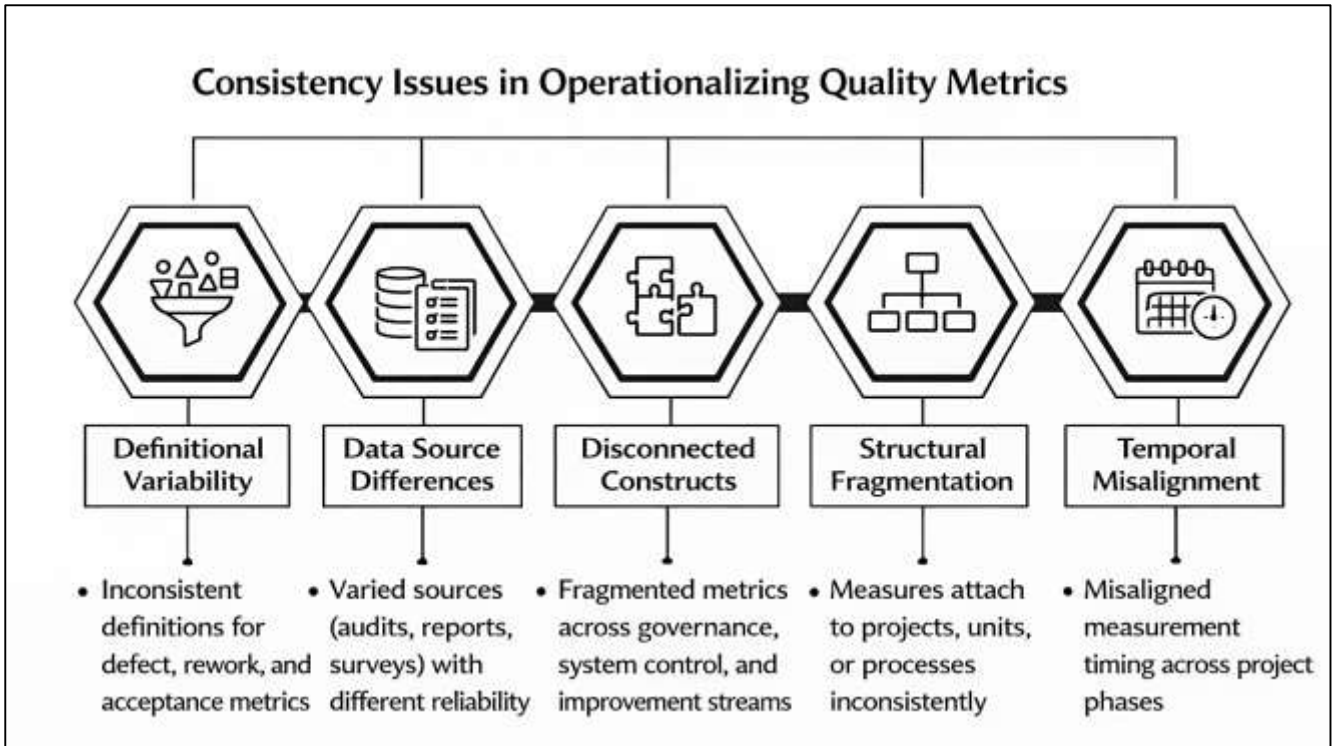 Consistency Issues in Operationalizing Quality Metrics
Definitional
Variability
Data Source
Differences
Disconnected
Constructs
Structural
Fragmentation
Temporal
Misalignment
• Inconsistent
definitions for
defect, rework, and
acceptance metrics
• Varied sources
(audits, reports,
surveys) with
different reliability
• Fragmented metrics
across governance,
system control, and
improvement streams
• Measures attach
to projects, units,
or processes
inconsistently
• Misaligned
measurement
timing across project
phases